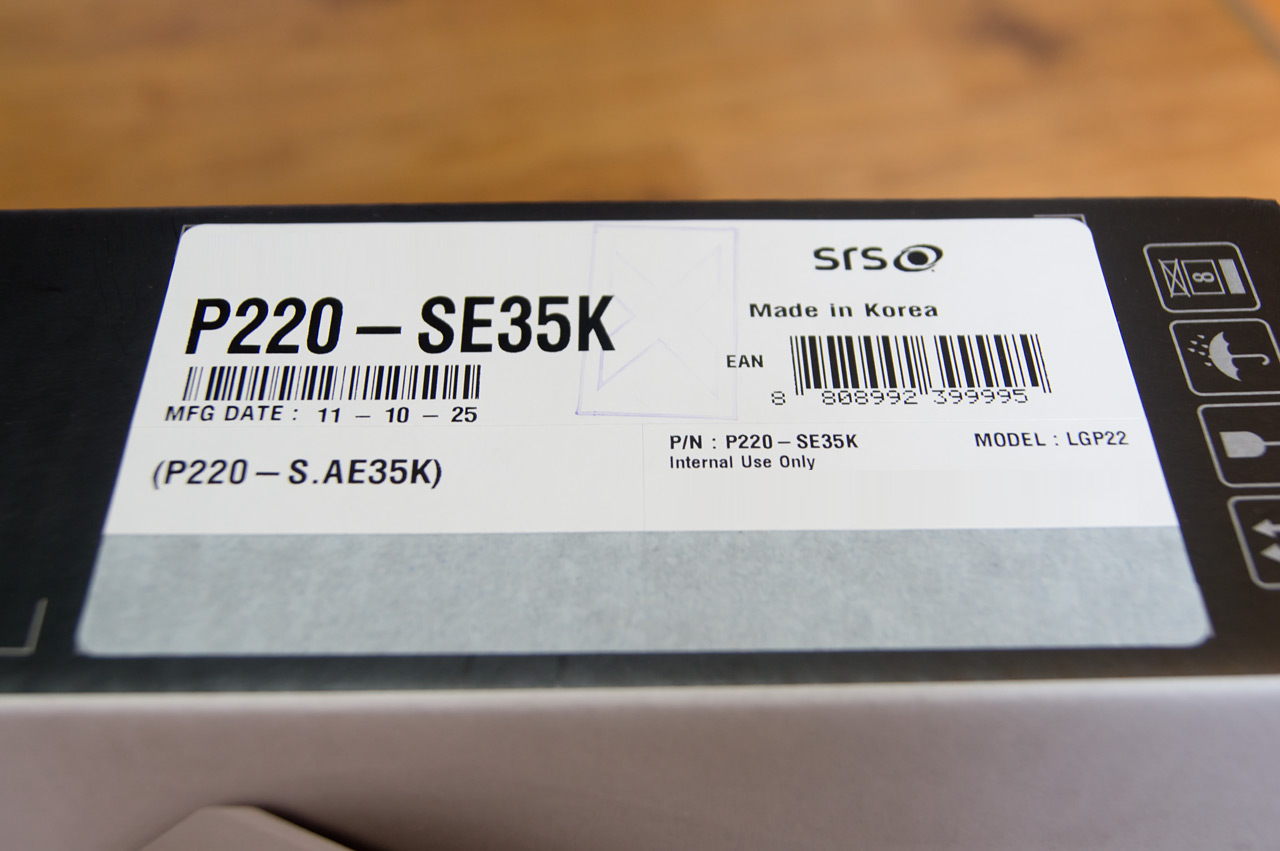 srs
P220 – SE35K
Made in Korea
EAN
8 808992 399995
MFG DATE : 11 – 10 – 25
(P220 – S.AE35K)
P/N : P220 – SE35K
MODEL : LGP22
Internal Use Only
8